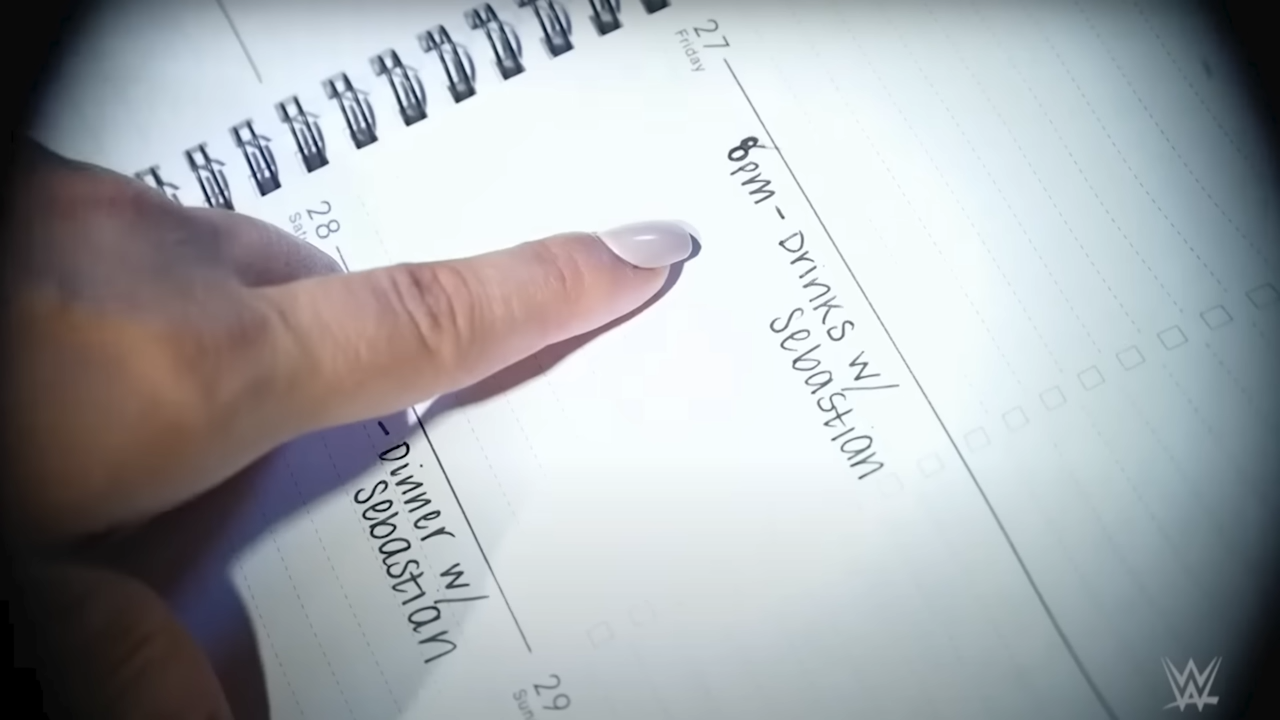 27
Friday
8PM - Drinks w/
Sebastian
28
Sat
- Dinner w/
Sebastian
29
Sun
W